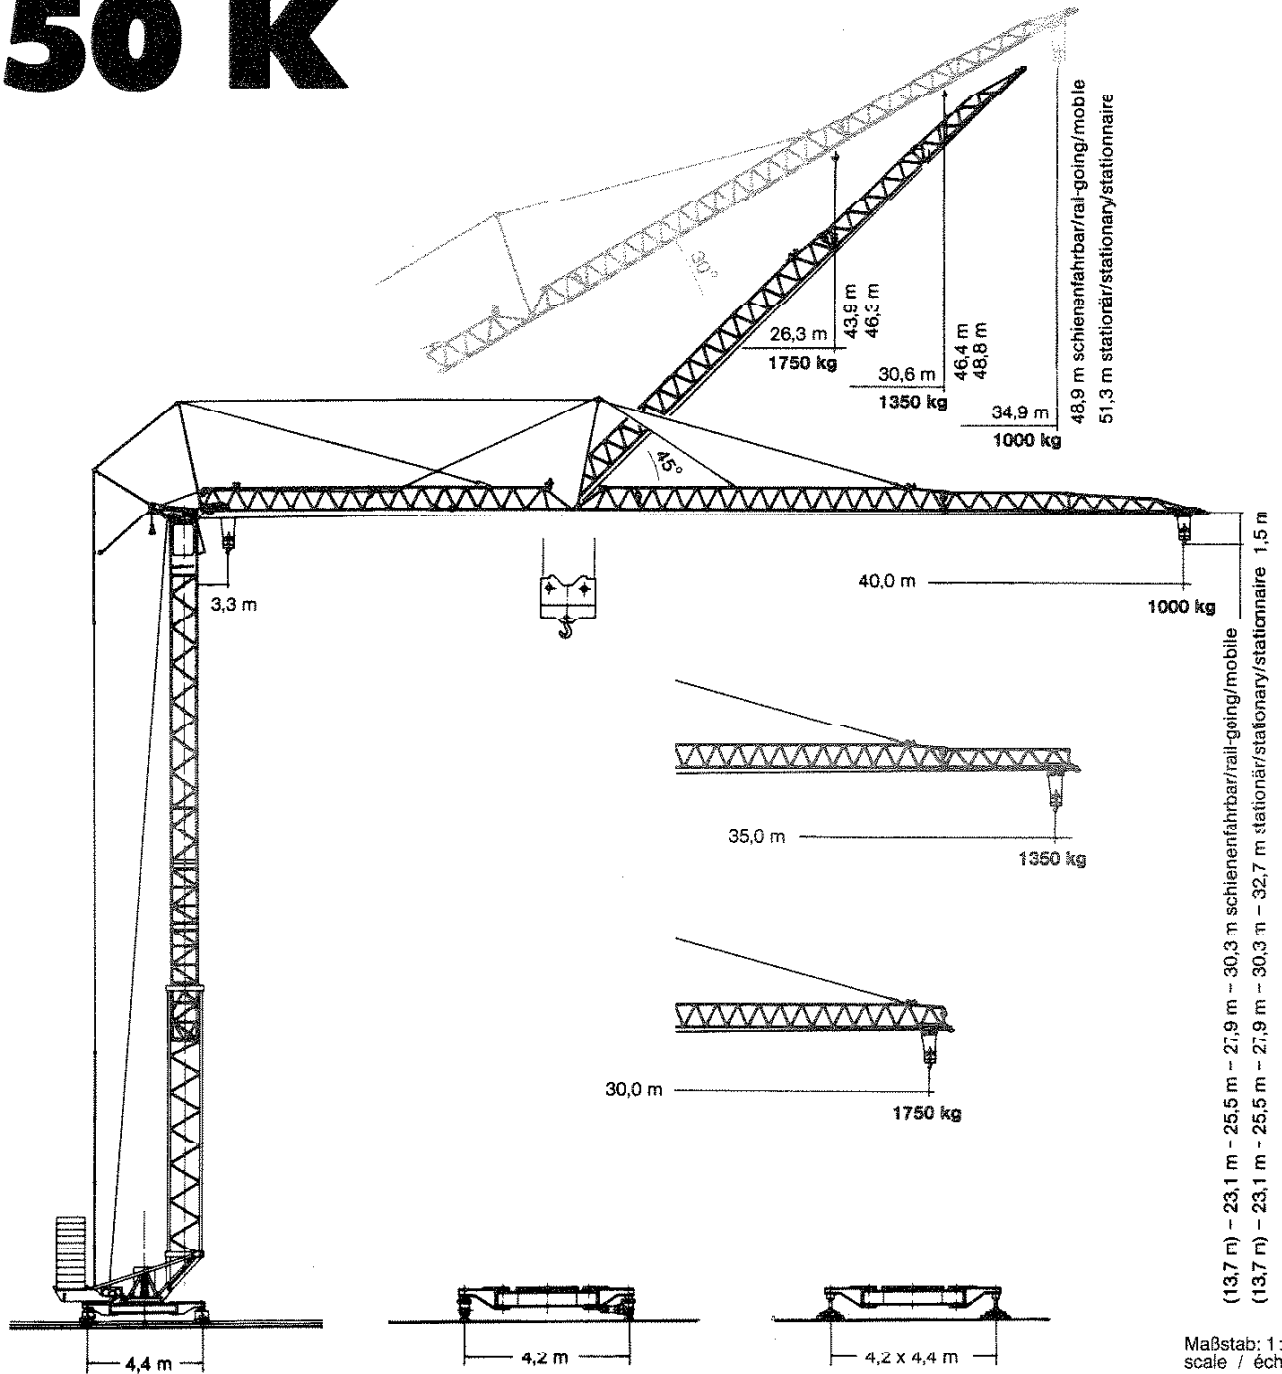 50 K
30°
26,3 m
1750 kg
43,9 m
46,3 m
30,6 m
1350 kg
46,4 m
48,8 m
34,9 m
1000 kg
48,9 m schienenfahrbar/rail-going/moble
51,3 m stationär/stationary/stationnaire
45°
3,3 m
40,0 m
1000 kg
1,5 m
35,0 m
1350 kg
30,0 m
1750 kg
(13,7 m) – 23,1 m – 25,5 m – 27,9 m – 30,3 m schienenfahrbar/rail-going/mobile
(13,7 m) – 23,1 m – 25,5 m – 27,9 m – 30,3 m – 32,7 m stationär/stationary/stationnaire
4,4 m
4,2 m
4,2 x 4,4 m
Maßstab: 1:
scale / éch